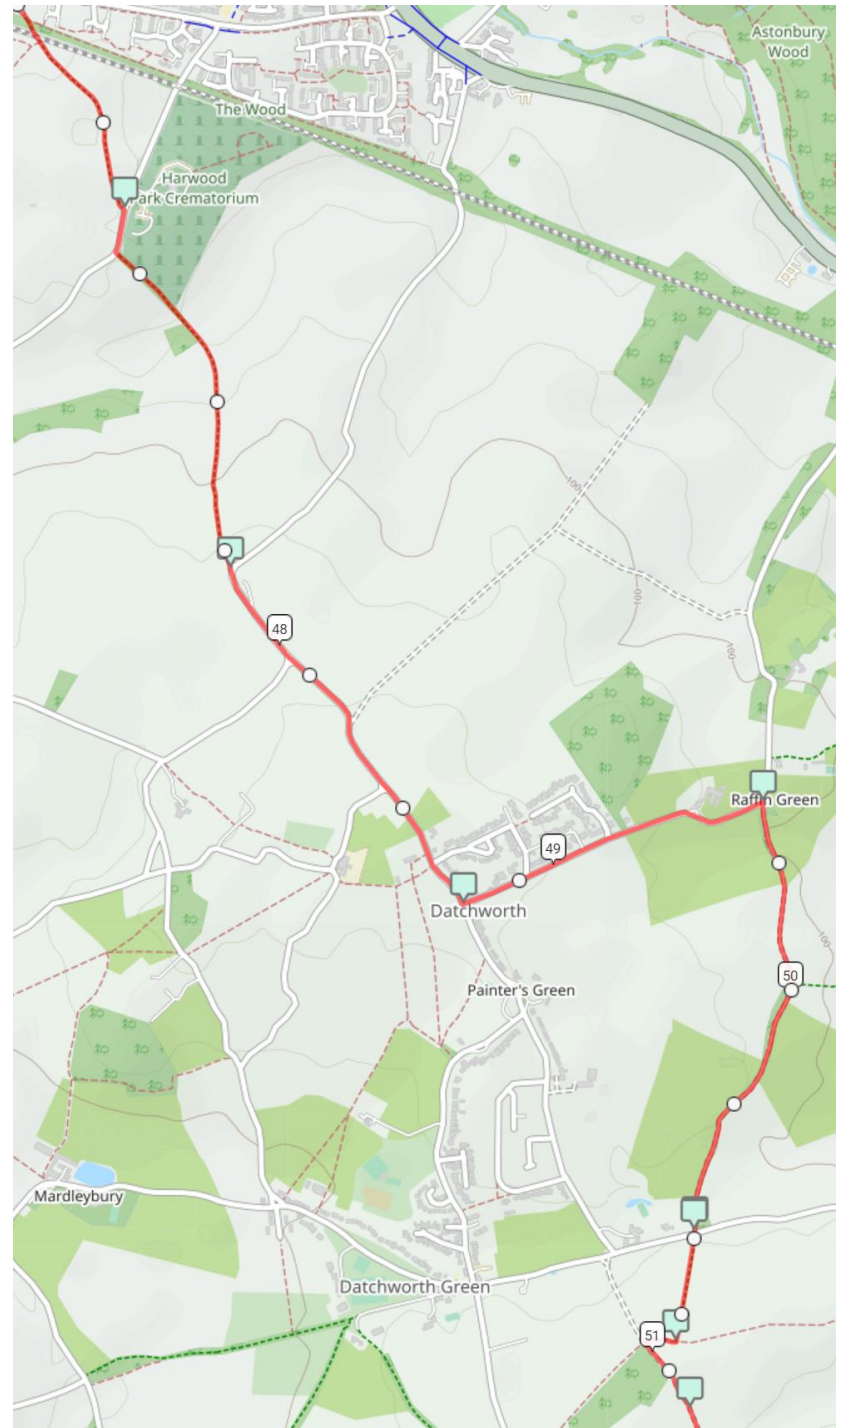 Astonbury
Wood
The Wood
Harwood
Park Crematorium
100
100
100
48
Raffin Green
49
Datchworth
100
50
Painter's Green
Mardleybury
Datchworth Green
51